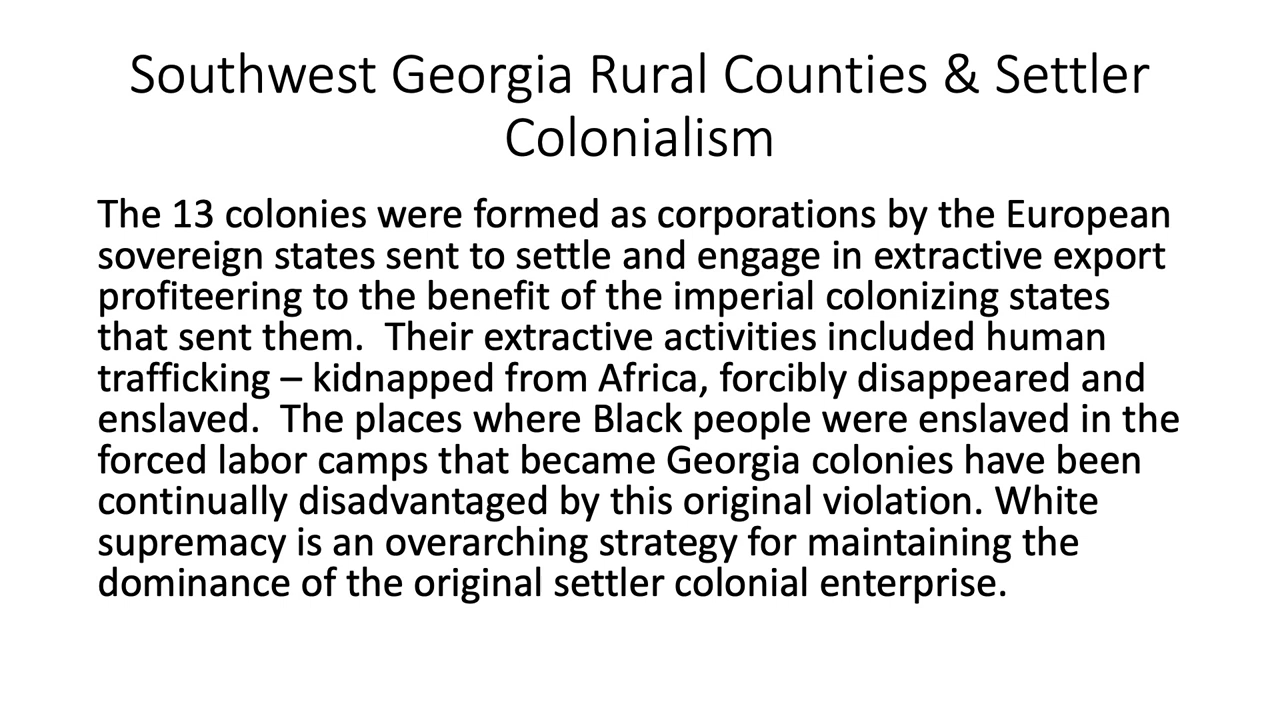 Southwest Georgia Rural Counties & Settler
Colonialism
The 13 colonies were formed as corporations by the European
sovereign states sent to settle and engage in extractive export
profiteering to the benefit of the imperial colonizing states
that sent them.  Their extractive activities included human
trafficking – kidnapped from Africa, forcibly disappeared and
enslaved.  The places where Black people were enslaved in the
forced labor camps that became Georgia colonies have been
continually disadvantaged by this original violation. White
supremacy is an overarching strategy for maintaining the
dominance of the original settler colonial enterprise.